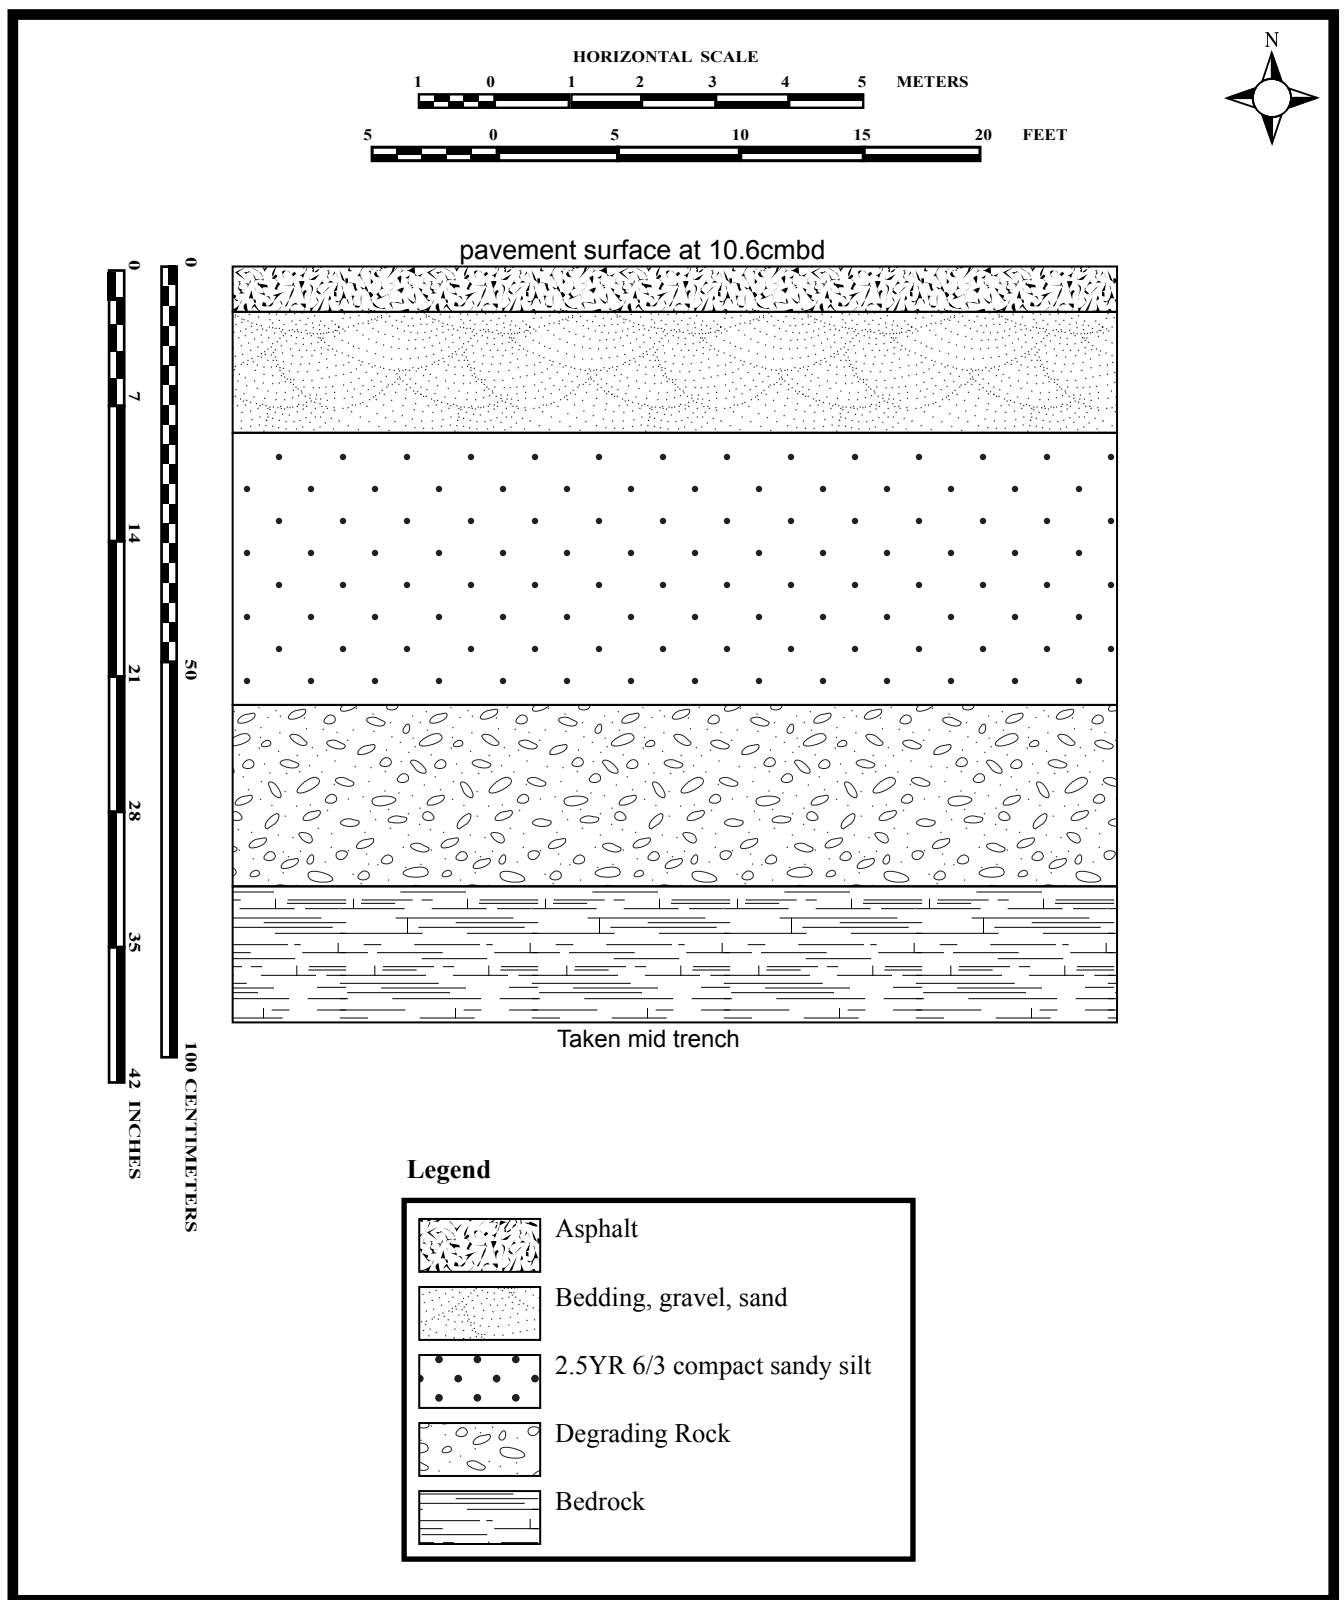 N
HORIZONTAL SCALE
1 0 1 2 3 4 5 METERS
5 0 5 10 15 20 FEET
pavement surface at 10.6cmbd
0 7 14 21 28 35 42 INCHES
0 50 100 CENTIMETERS
Taken mid trench
Legend
Asphalt
Bedding, gravel, sand
2.5YR 6/3 compact sandy silt
Degrading Rock
Bedrock